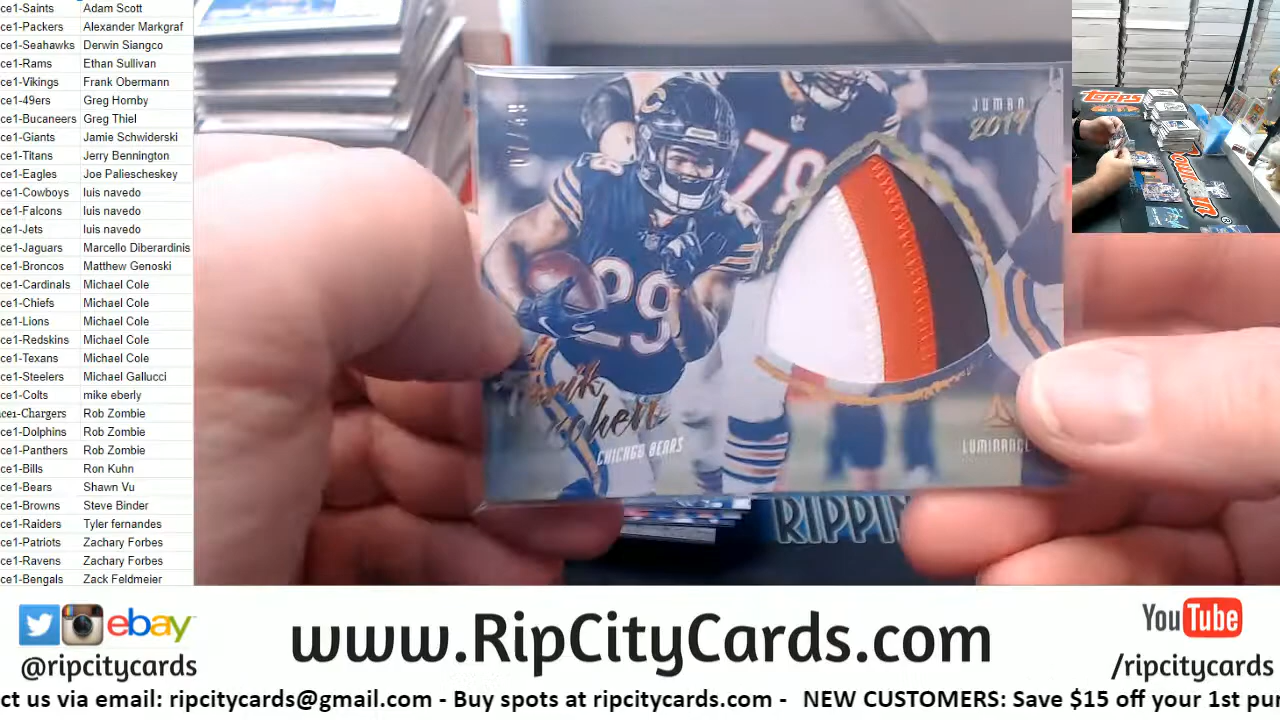 ce1-Saints Adam Scott
ce1-Packers Alexander Markgraf
ce1-Seahawks Derwin Siangco
ce1-Rams Ethan Sullivan
ce1-Vikings Frank Obermann
ce1-49ers Greg Hornby
ce1-Bucaneers Greg Thiel
ce1-Giants Jamie Schwiderski
ce1-Titans Jerry Bennington
ce1-Eagles Joe Paliescheskey
ce1-Cowboys luis navedo
ce1-Falcons luis navedo
ce1-Jets luis navedo
ce1-Jaguars Marcello Diberardinis
ce1-Broncos Matthew Genoski
ce1-Cardinals Michael Cole
ce1-Chiefs Michael Cole
ce1-Lions Michael Cole
ce1-Redskins Michael Cole
ce1-Texans Michael Cole
ce1-Steelers Michael Gallucci
ce1-Colts mike eberly
ace1-Chargers Rob Zombie
ce1-Dolphins Rob Zombie
ce1-Panthers Rob Zombie
ce1-Bills Ron Kuhn
ce1-Bears Shawn Vu
ce1-Browns Steve Binder
ce1-Raiders Tyler fernandes
ce1-Patriots Zachary Forbes
ce1-Ravens Zachary Forbes
ce1-Bengals Zack Feldmeier
JUMBO
2019
C
79
29
29
Tarik
Cohen
CHICAGO BEARS
LUMINANCE
RIPPIN
TOPPS
ebay
@ripcitycards
www.RipCityCards.com
YouTube
/ripcitycards
ct us via email: ripcitycards@gmail.com - Buy spots at ripcitycards.com - NEW CUSTOMERS: Save $15 off your 1st pur